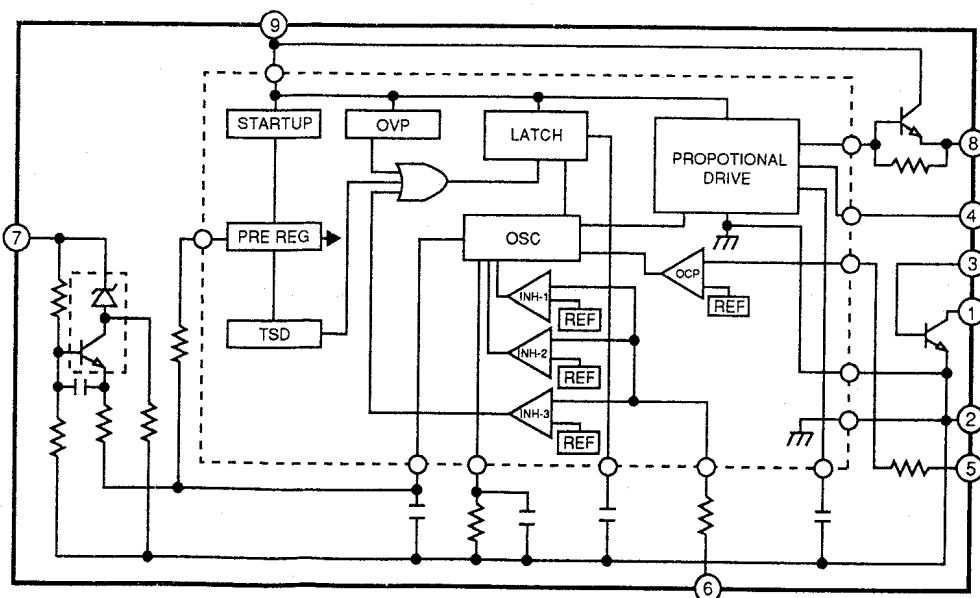 9
STARTUP
OVP
LATCH
PROPOTIONAL
DRIVE
8
4
7
PRE REG
OSC
OCP
REF
3
INH-1
REF
1
TSD
INH-2
REF
INH-3
REF
2
5
6